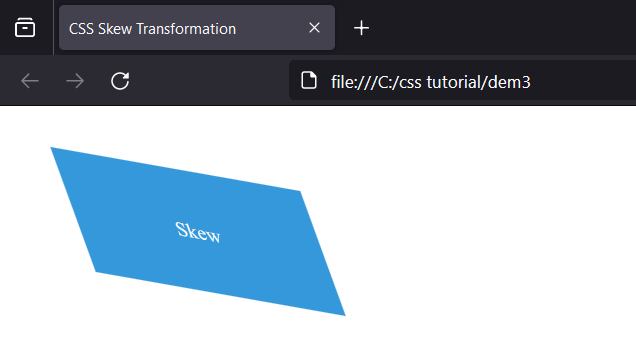 CSS Skew Transformation
file:///C:/css tutorial/dem3
Skew